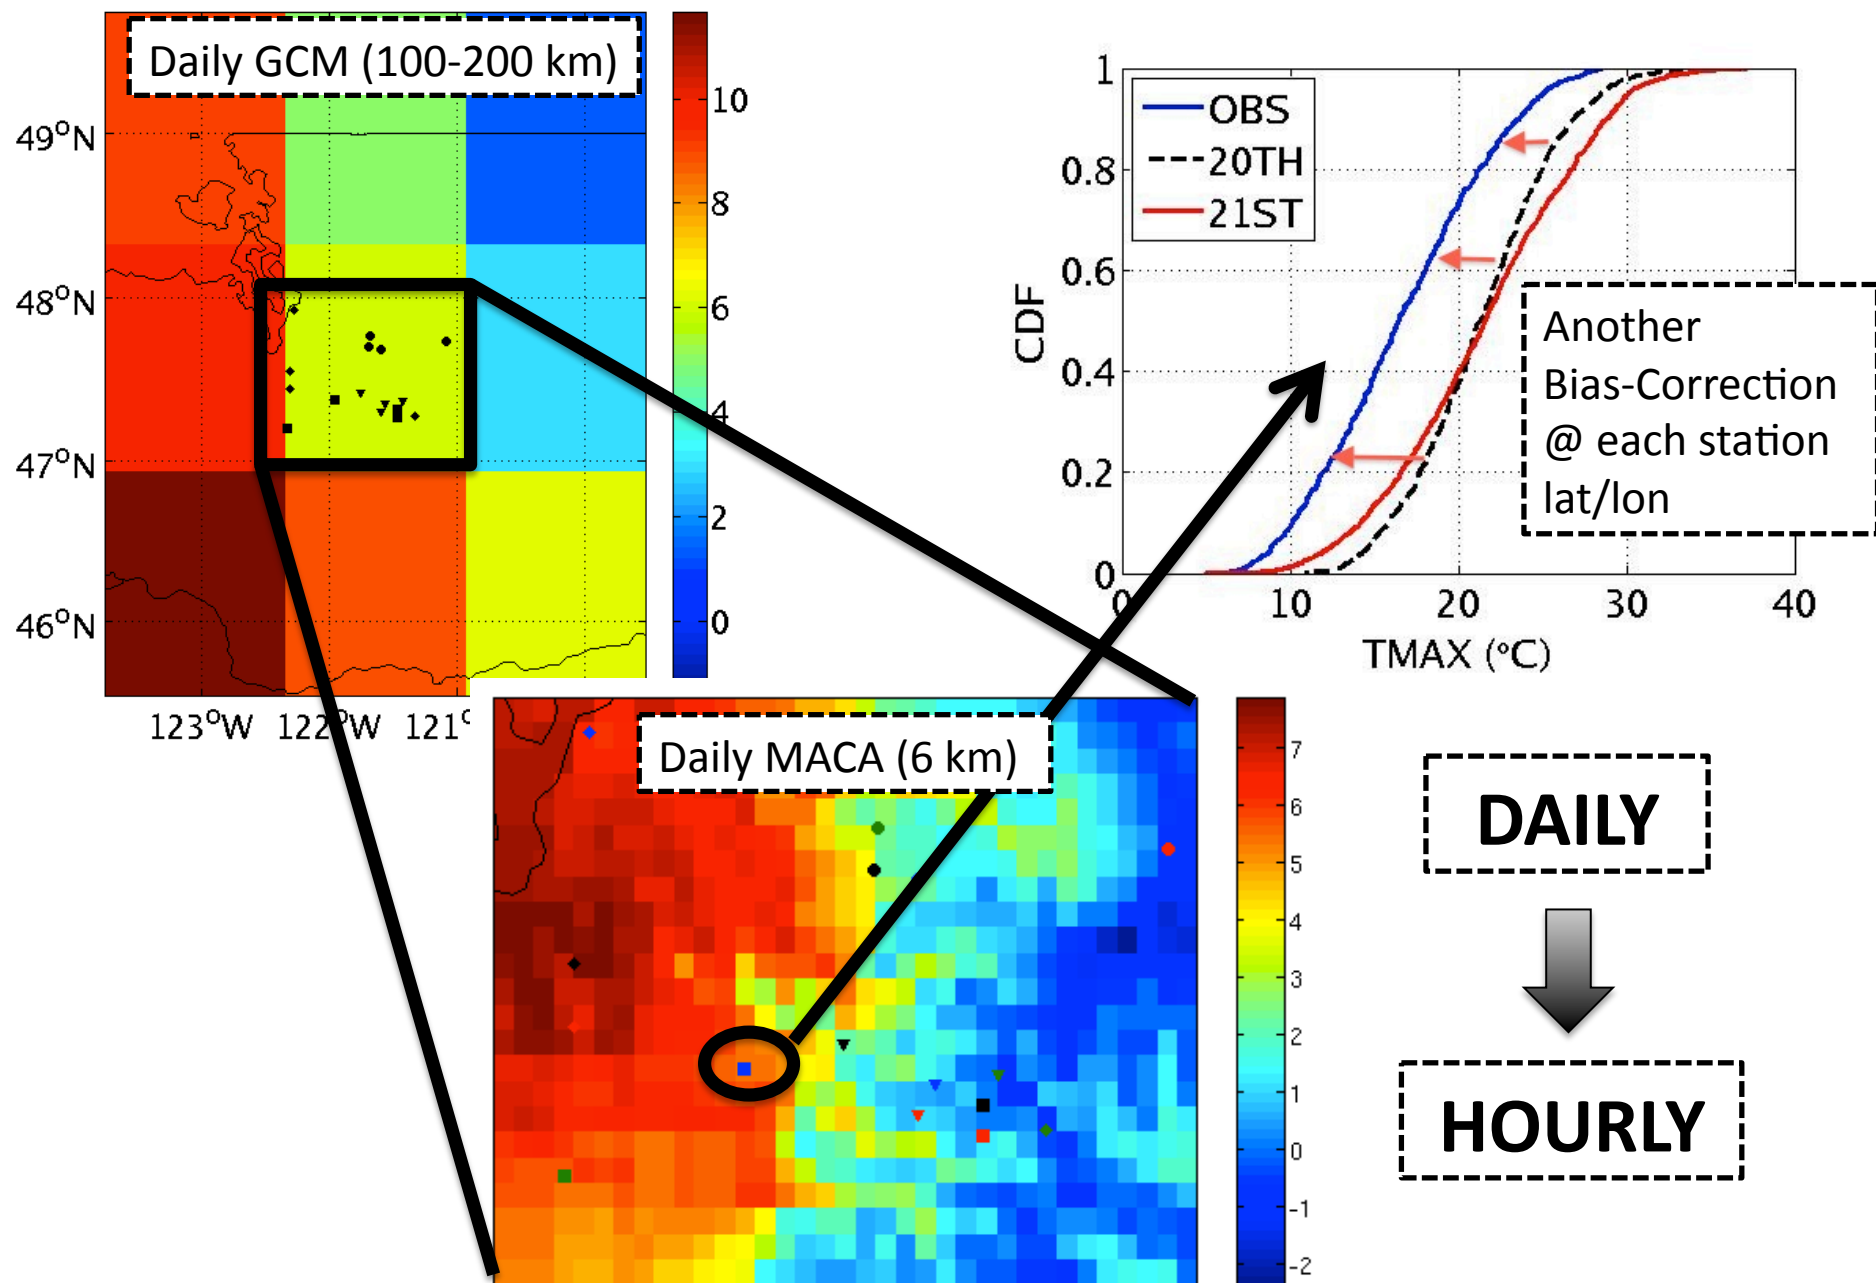 Daily GCM (100-200 km)
49°N
48°N
47°N
46°N
123°W 122°W 121°
10
8
6
4
2
0
OBS
20TH
21ST
1
0.8
0.6
0.4
0.2
0
CDF
0 10 20 30 40
TMAX (°C)
Another
Bias-Correction
@ each station
lat/lon
Daily MACA (6 km)
7
6
5
4
3
2
1
0
-1
-2
DAILY
HOURLY